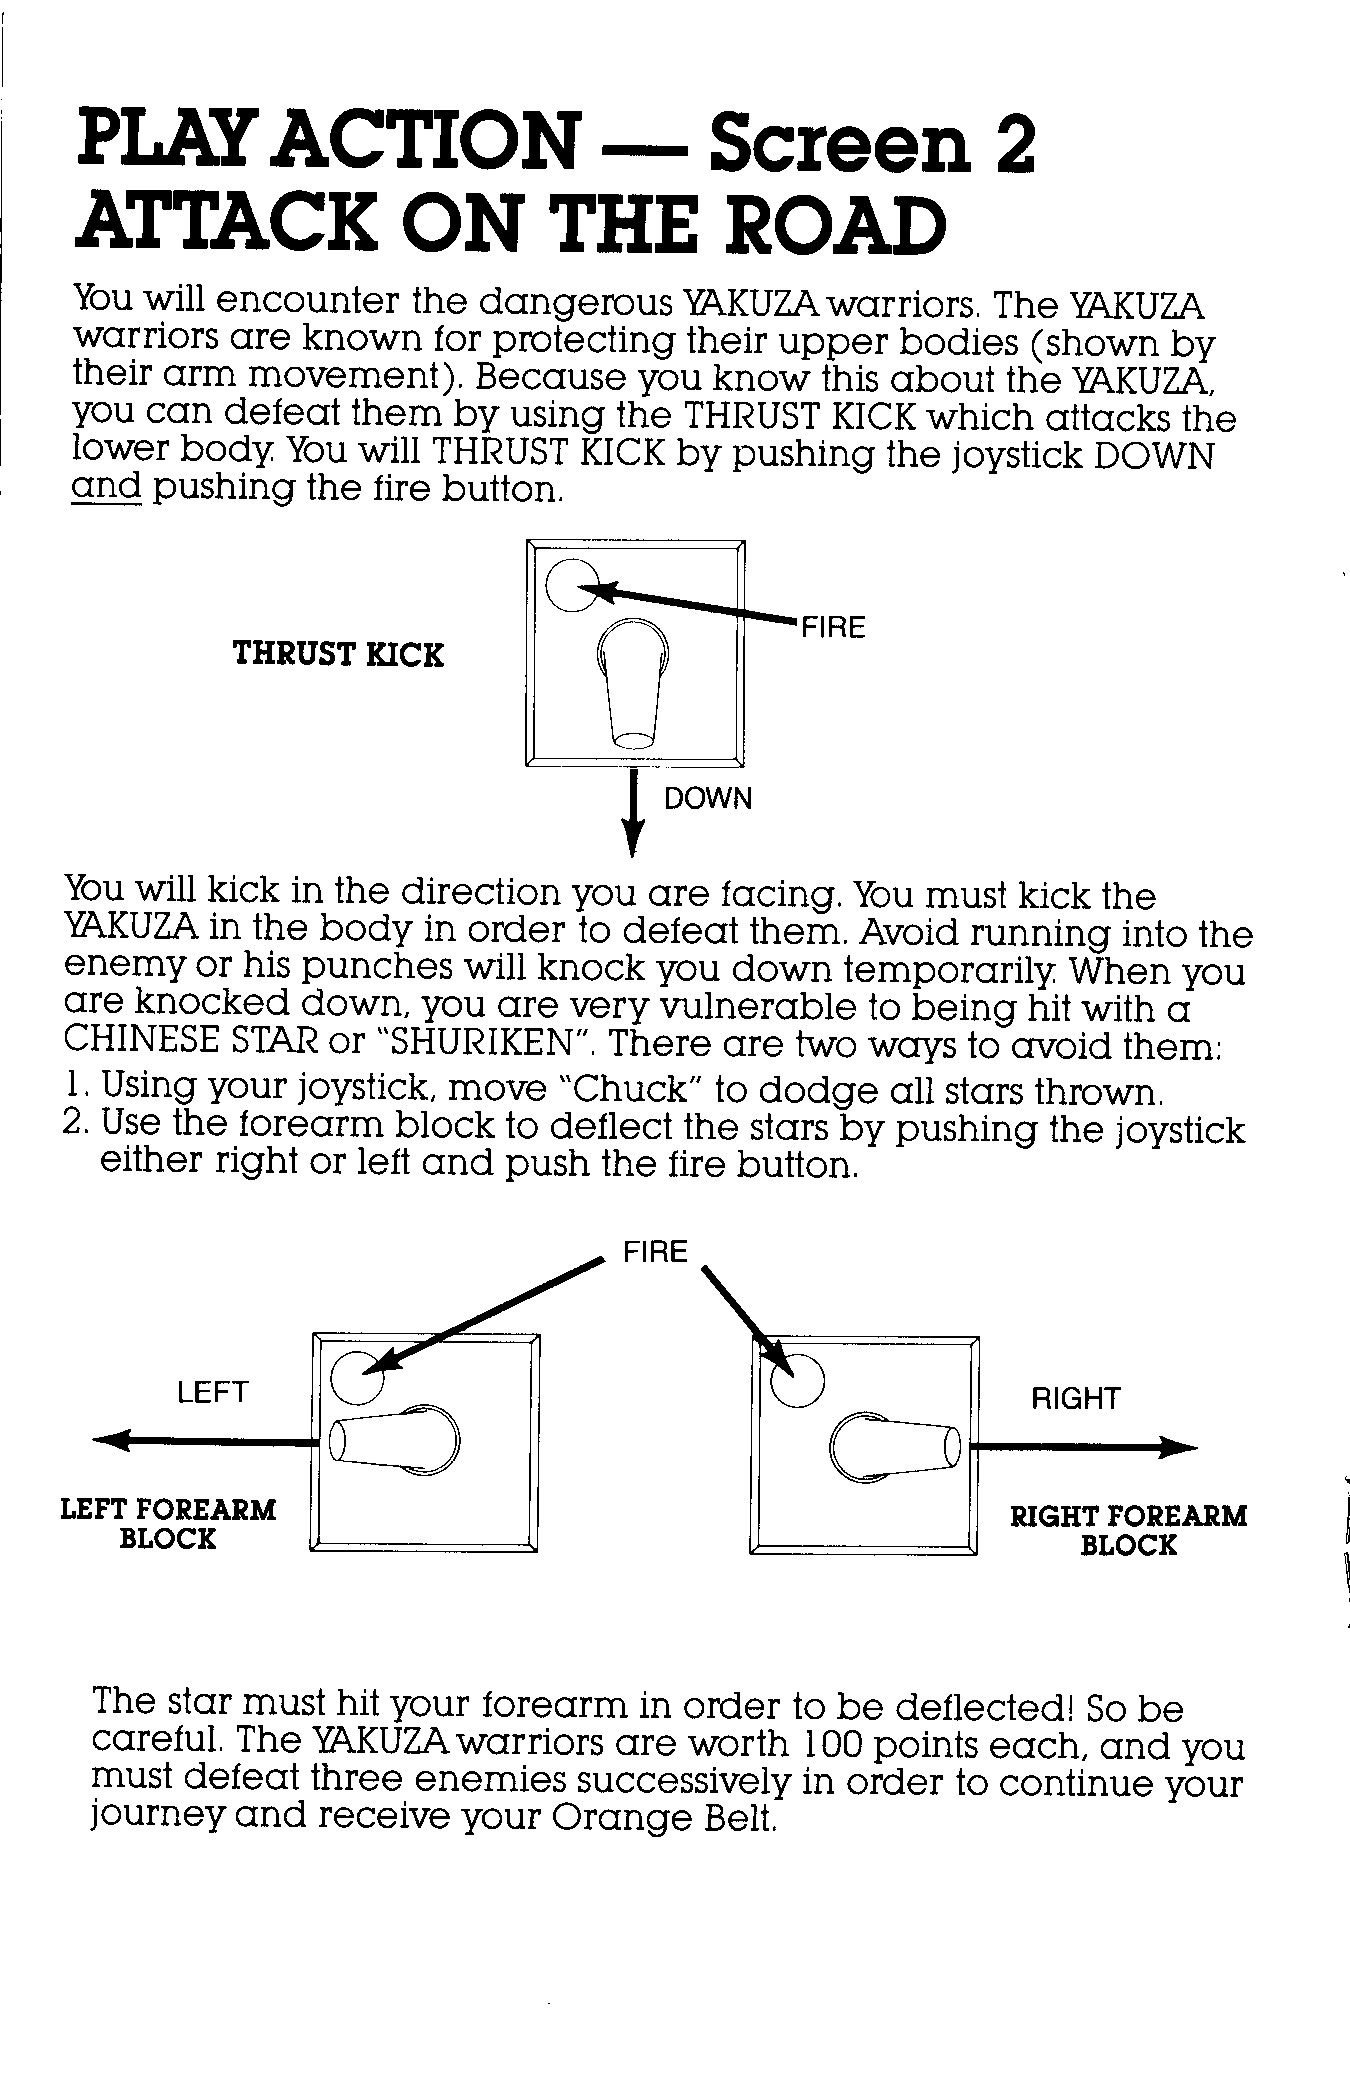 PLAY ACTION — Screen 2
ATTACK ON THE ROAD
You will encounter the dangerous YAKUZA warriors. The YAKUZA
warriors are known for protecting their upper bodies (shown by
their arm movement). Because you know this about the YAKUZA,
you can defeat them by using the THRUST KICK which attacks the
lower body. You will THRUST KICK by pushing the joystick DOWN
and pushing the fire button.
FIRE
THRUST KICK
DOWN
You will kick in the direction you are facing. You must kick the
YAKUZA in the body in order to defeat them. Avoid running into the
enemy or his punches will knock you down temporarily. When you
are knocked down, you are very vulnerable to being hit with a
CHINESE STAR or "SHURIKEN". There are two ways to avoid them:
1. Using your joystick, move "Chuck" to dodge all stars thrown.
2. Use the forearm block to deflect the stars by pushing the joystick
either right or left and push the fire button.
FIRE
LEFT
RIGHT
LEFT FOREARM
BLOCK
RIGHT FOREARM
BLOCK
The star must hit your forearm in order to be deflected! So be
careful. The YAKUZA warriors are worth 100 points each, and you
must defeat three enemies successively in order to continue your
journey and receive your Orange Belt.